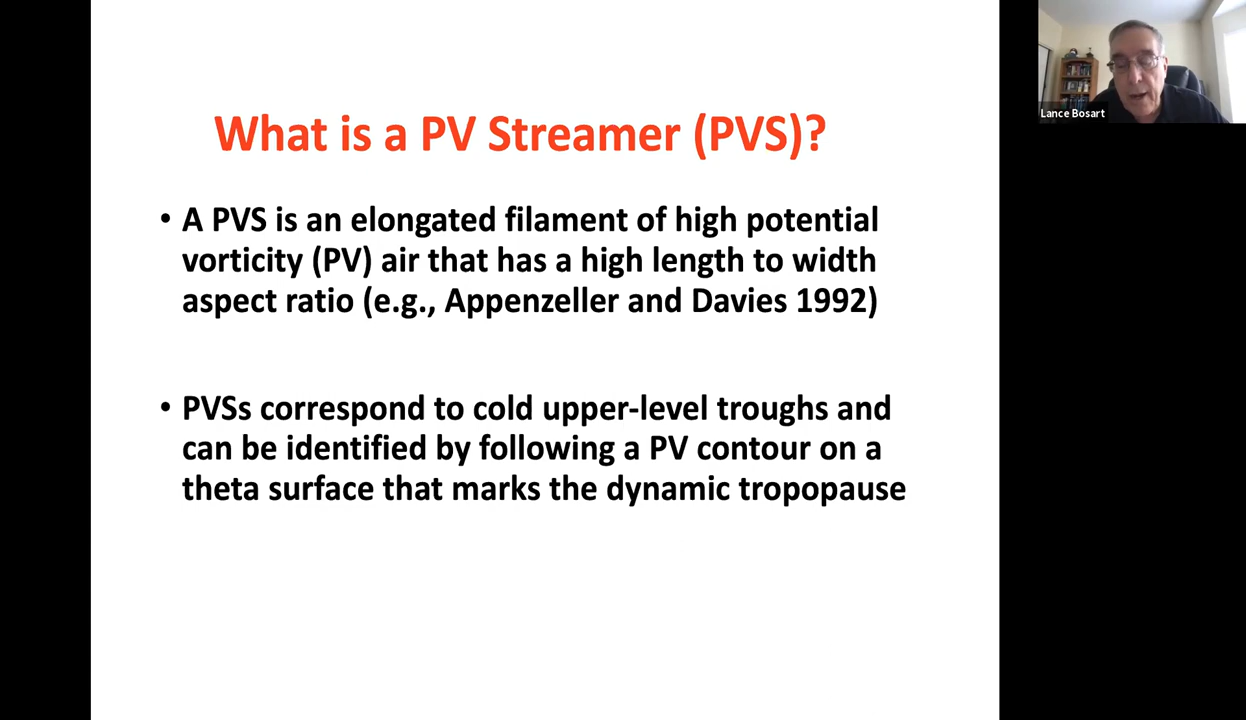 What is a PV Streamer (PVS)?
• A PVS is an elongated filament of high potential
vorticity (PV) air that has a high length to width
aspect ratio (e.g., Appenzeller and Davies 1992)
• PVSs correspond to cold upper-level troughs and
can be identified by following a PV contour on a
theta surface that marks the dynamic tropopause
Lance Bosart